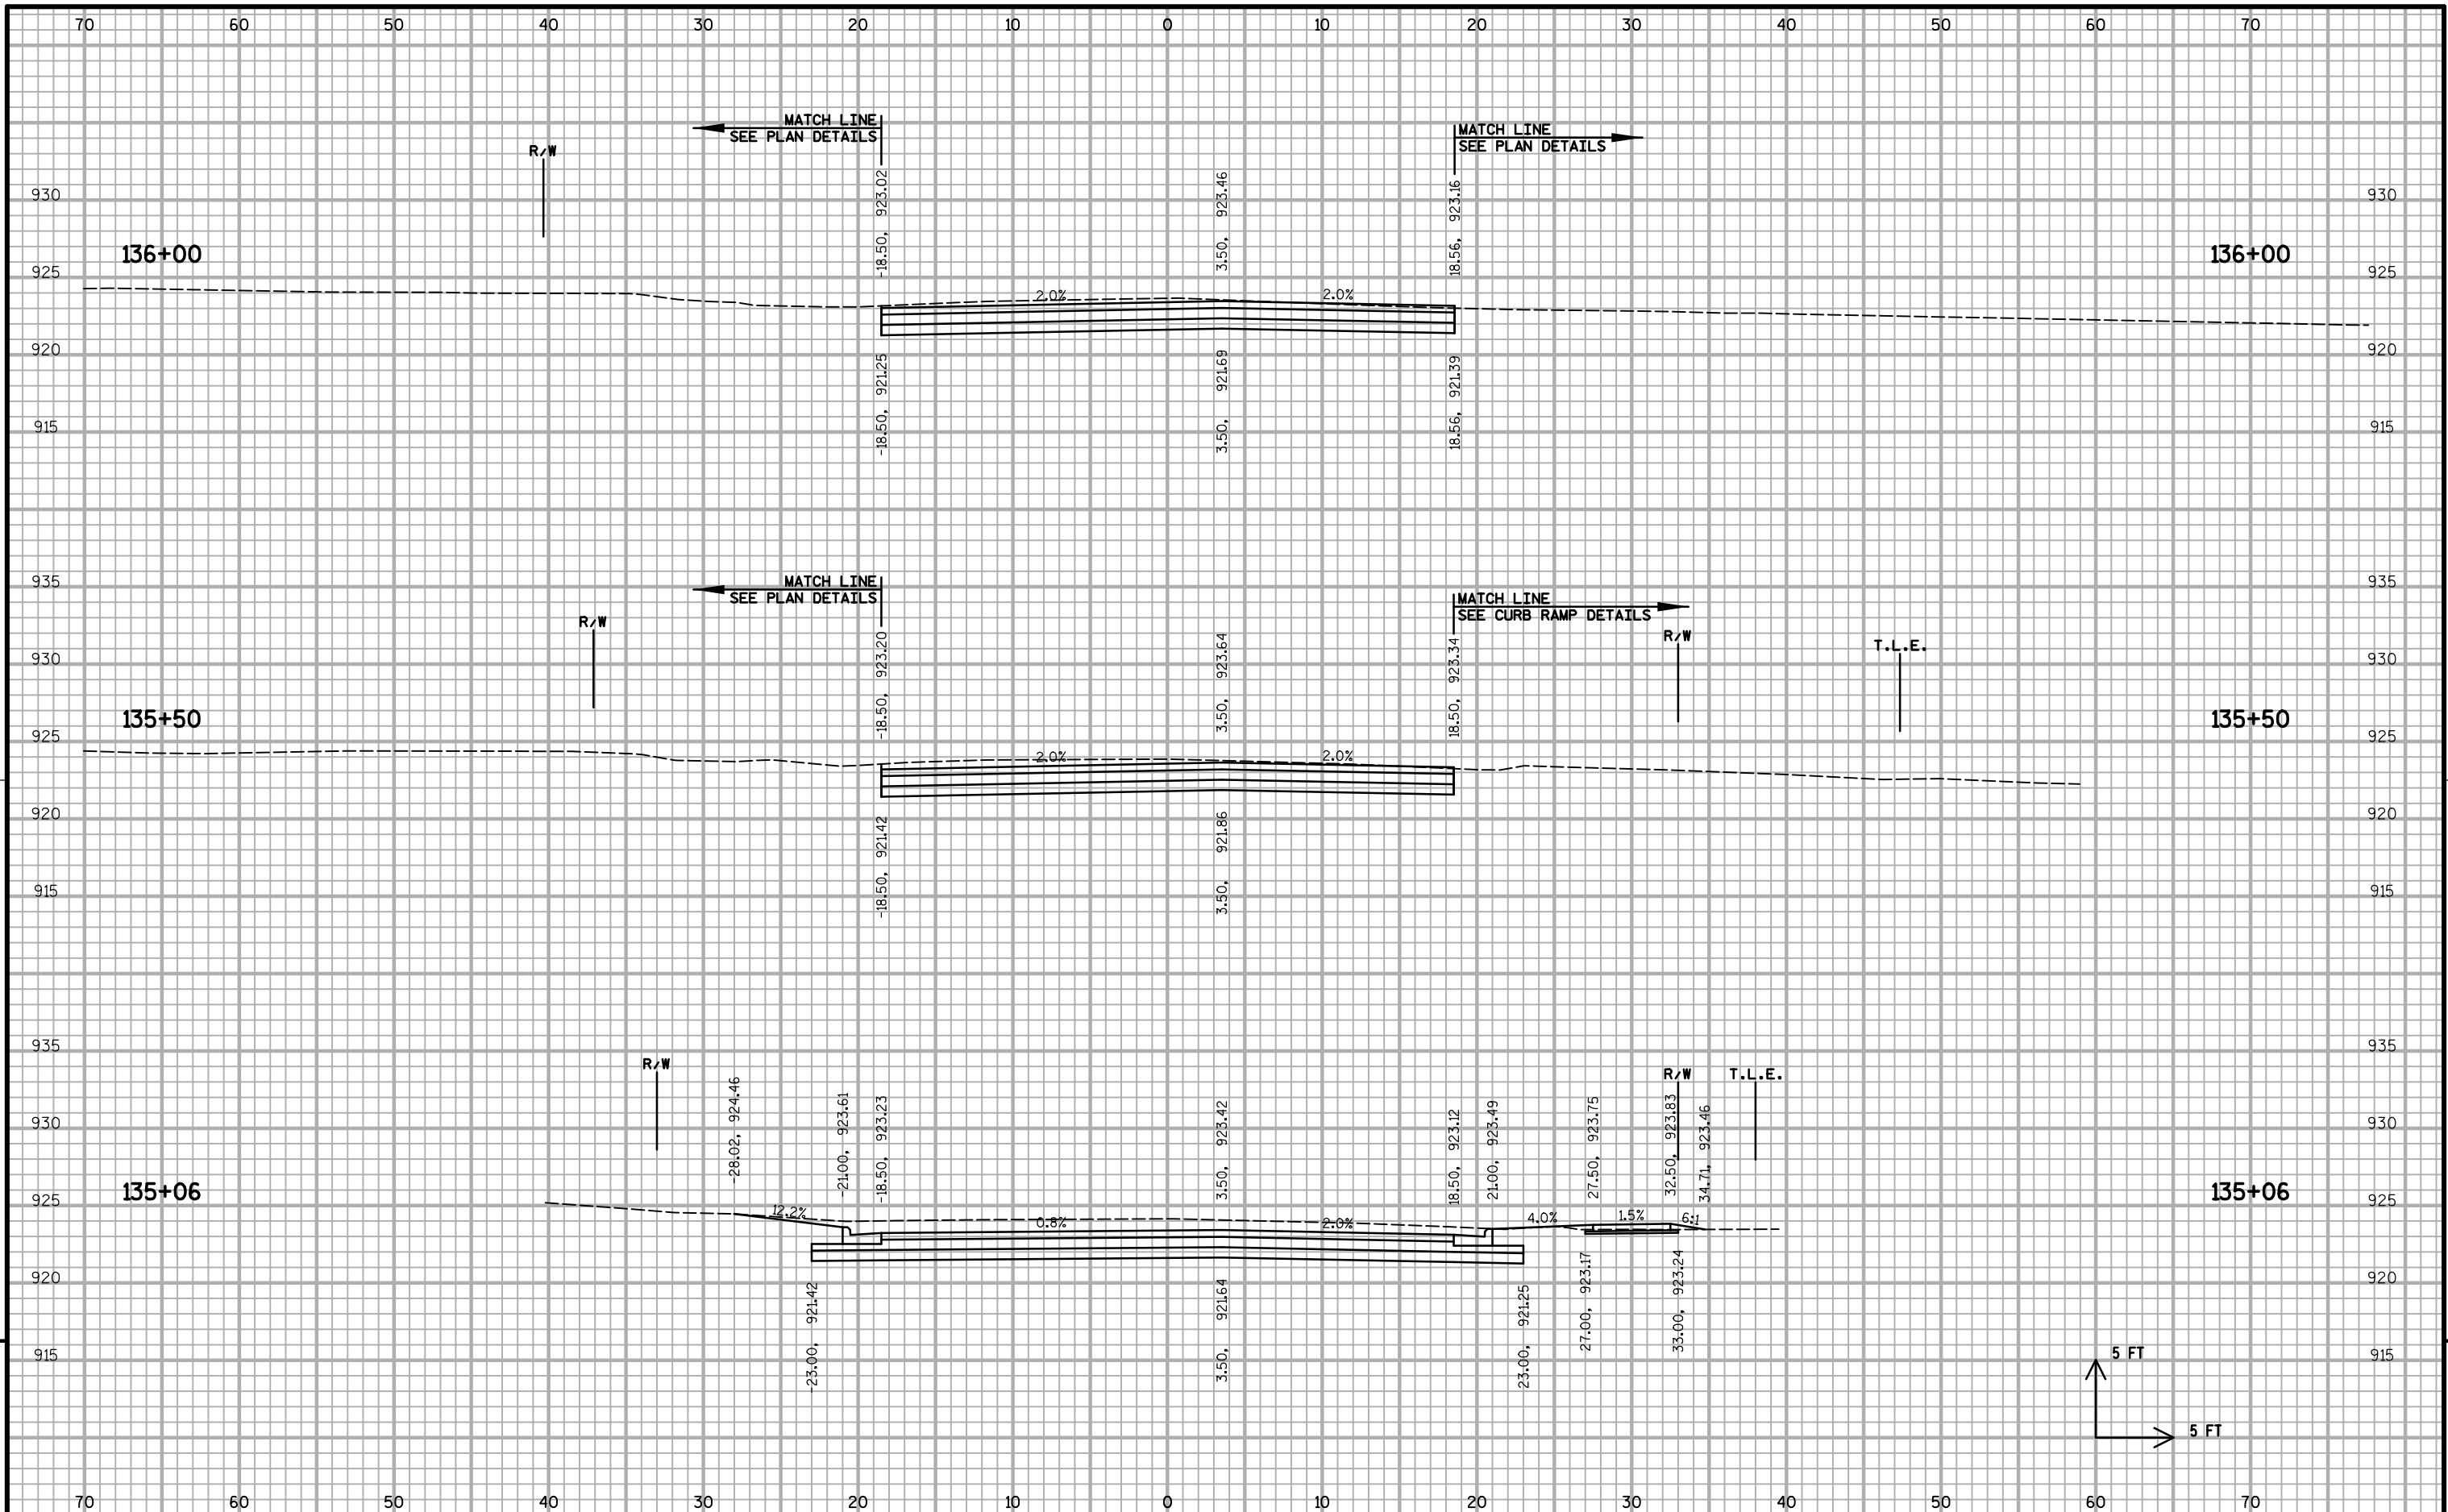 70 60 50 40 30 20 10 0 10 20 30 40 50 60 70
MATCH LINE
SEE PLAN DETAILS
MATCH LINE
SEE PLAN DETAILS
R/W
-18.50, 923.02
3.50, 923.46
18.56, 923.16
930 930
136+00 136+00
925 925
2.0% 2.0%
920 920
-18.50, 921.25
3.50, 921.69
18.56, 921.39
915 915
935 935
MATCH LINE
SEE PLAN DETAILS
MATCH LINE
SEE CURB RAMP DETAILS
R/W
R/W
T.L.E.
-18.50, 923.20
3.50, 923.64
18.50, 923.34
930 930
135+50 135+50
925 925
2.0% 2.0%
920 920
-18.50, 921.42
3.50, 921.86
915 915
935 935
R/W
R/W
T.L.E.
-28.02, 924.46
-21.00, 923.61
-18.50, 923.23
3.50, 923.42
18.50, 923.12
21.00, 923.49
27.50, 923.75
32.50, 923.83
34.71, 923.46
930 930
135+06 135+06
925 925
12.2% 0.8% 2.0% 4.0% 1.5% 6:1
920 920
-23.00, 921.42
3.50, 921.64
23.00, 921.25
27.00, 923.17
33.00, 923.24
915 915
5 FT
5 FT
70 60 50 40 30 20 10 0 10 20 30 40 50 60 70